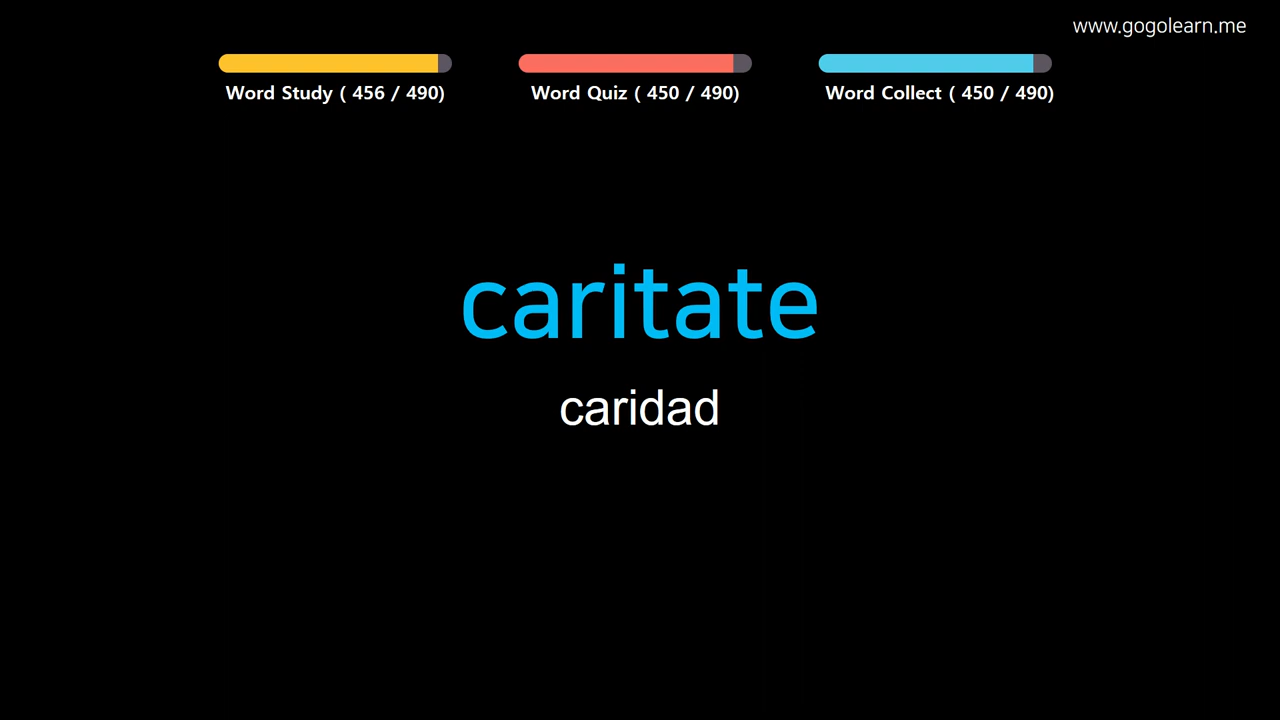 www.gogolearn.me
Word Study ( 456 / 490)
Word Quiz ( 450 / 490)
Word Collect ( 450 / 490)
caritate
caridad